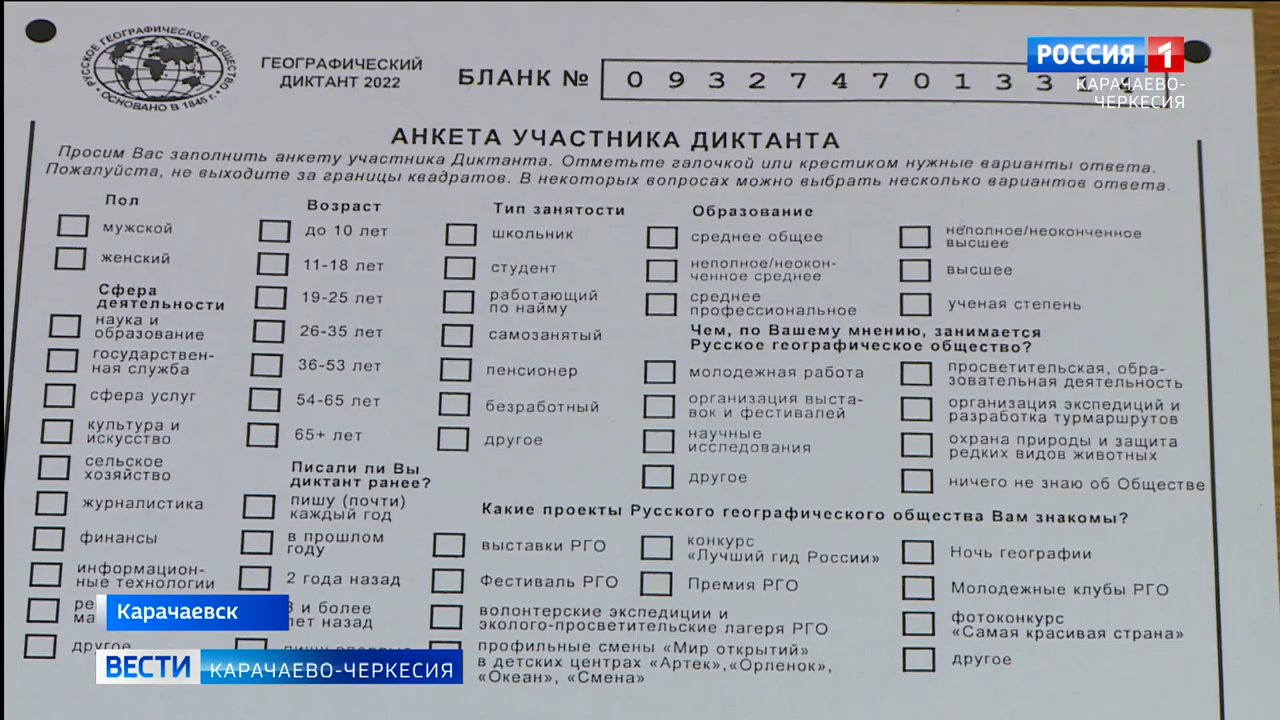 РУССКОЕ ГЕОГРАФИЧЕСКОЕ ОБЩЕСТВО
• ОСНОВАНО В 1845 г. •
ГЕОГРАФИЧЕСКИЙ
ДИКТАНТ 2022
БЛАНК №
0 9 3 2 7 4 7 0 1 3 3
РОССИЯ 1
КАРАЧАЕВО-
ЧЕРКЕСИЯ
АНКЕТА УЧАСТНИКА ДИКТАНТА
Просим Вас заполнить анкету участника Диктанта. Отметьте галочкой или крестиком нужные варианты ответа.
Пожалуйста, не выходите за границы квадратов. В некоторых вопросах можно выбрать несколько вариантов ответа.
Пол
мужской
женский
Сфера
деятельности
наука и
образование
государствен-
ная служба
сфера услуг
культура и
искусство
сельское
хозяйство
журналистика
финансы
информацион-
ные технологии
другое
Возраст
до 10 лет
11-18 лет
19-25 лет
26-35 лет
36-53 лет
54-65 лет
65+ лет
Писали ли Вы
диктант ранее?
пишу (почти)
каждый год
в прошлом
году
2 года назад
3 и более
лет назад
пишу впервые
Тип занятости
школьник
студент
работающий
по найму
самозанятый
пенсионер
безработный
другое
Образование
среднее общее
неполное/неокон-
ченное среднее
среднее
профессиональное
неполное/неоконченное
высшее
высшее
ученая степень
Чем, по Вашему мнению, занимается
Русское географическое общество?
молодежная работа
организация выста-
вок и фестивалей
научные
исследования
другое
просветительская, обра-
зовательная деятельность
организация экспедиций и
разработка турмаршрутов
охрана природы и защита
редких видов животных
ничего не знаю об Обществе
Какие проекты Русского географического общества Вам знакомы?
выставки РГО
Фестиваль РГО
волонтерские экспедиции и
эколого-просветительские лагеря РГО
профильные смены «Мир открытий»
в детских центрах «Артек»,«Орленок»,
«Океан», «Смена»
конкурс
«Лучший гид России»
Премия РГО
Ночь географии
Молодежные клубы РГО
фотоконкурс
«Самая красивая страна»
другое
Карачаевск
ВЕСТИ КАРАЧАЕВО-ЧЕРКЕСИЯ